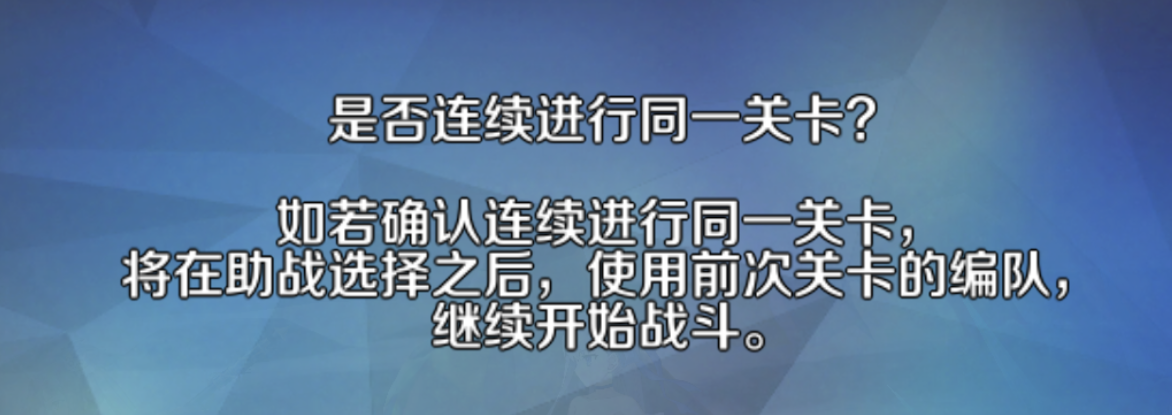 是否连续进行同一关卡？
如若确认连续进行同一关卡，
将在助战选择之后，使用前次关卡的编队，
继续开始战斗。